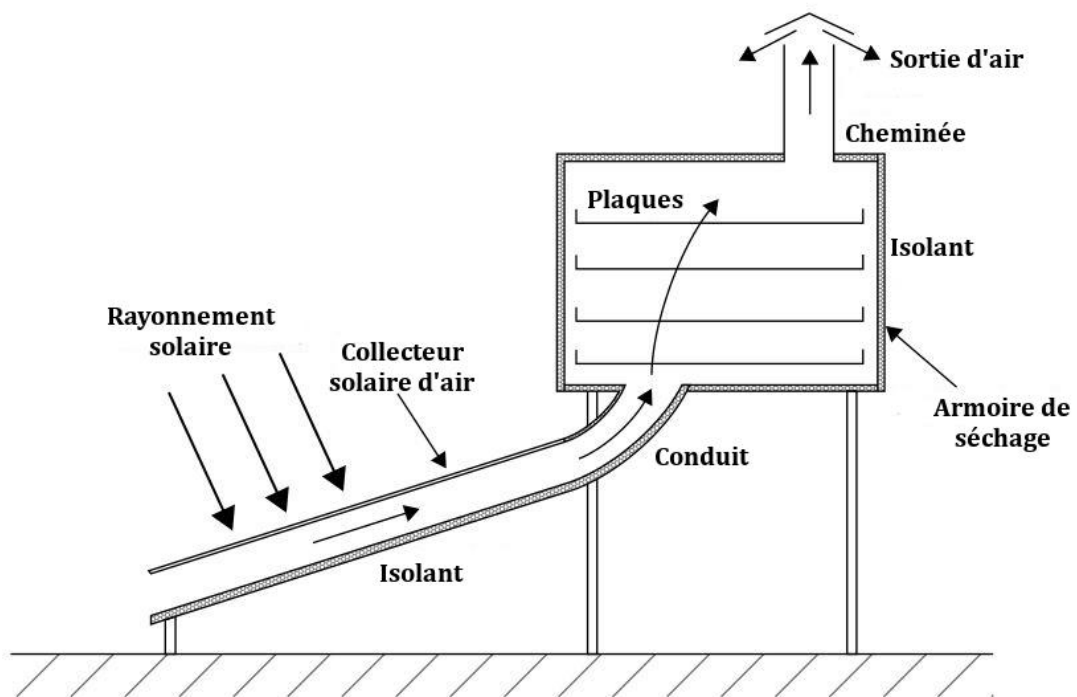 Sortie d'air
Cheminée
Plaques
Isolant
Rayonnement
solaire
Collecteur
solaire d'air
Armoire de
séchage
Conduit
Isolant